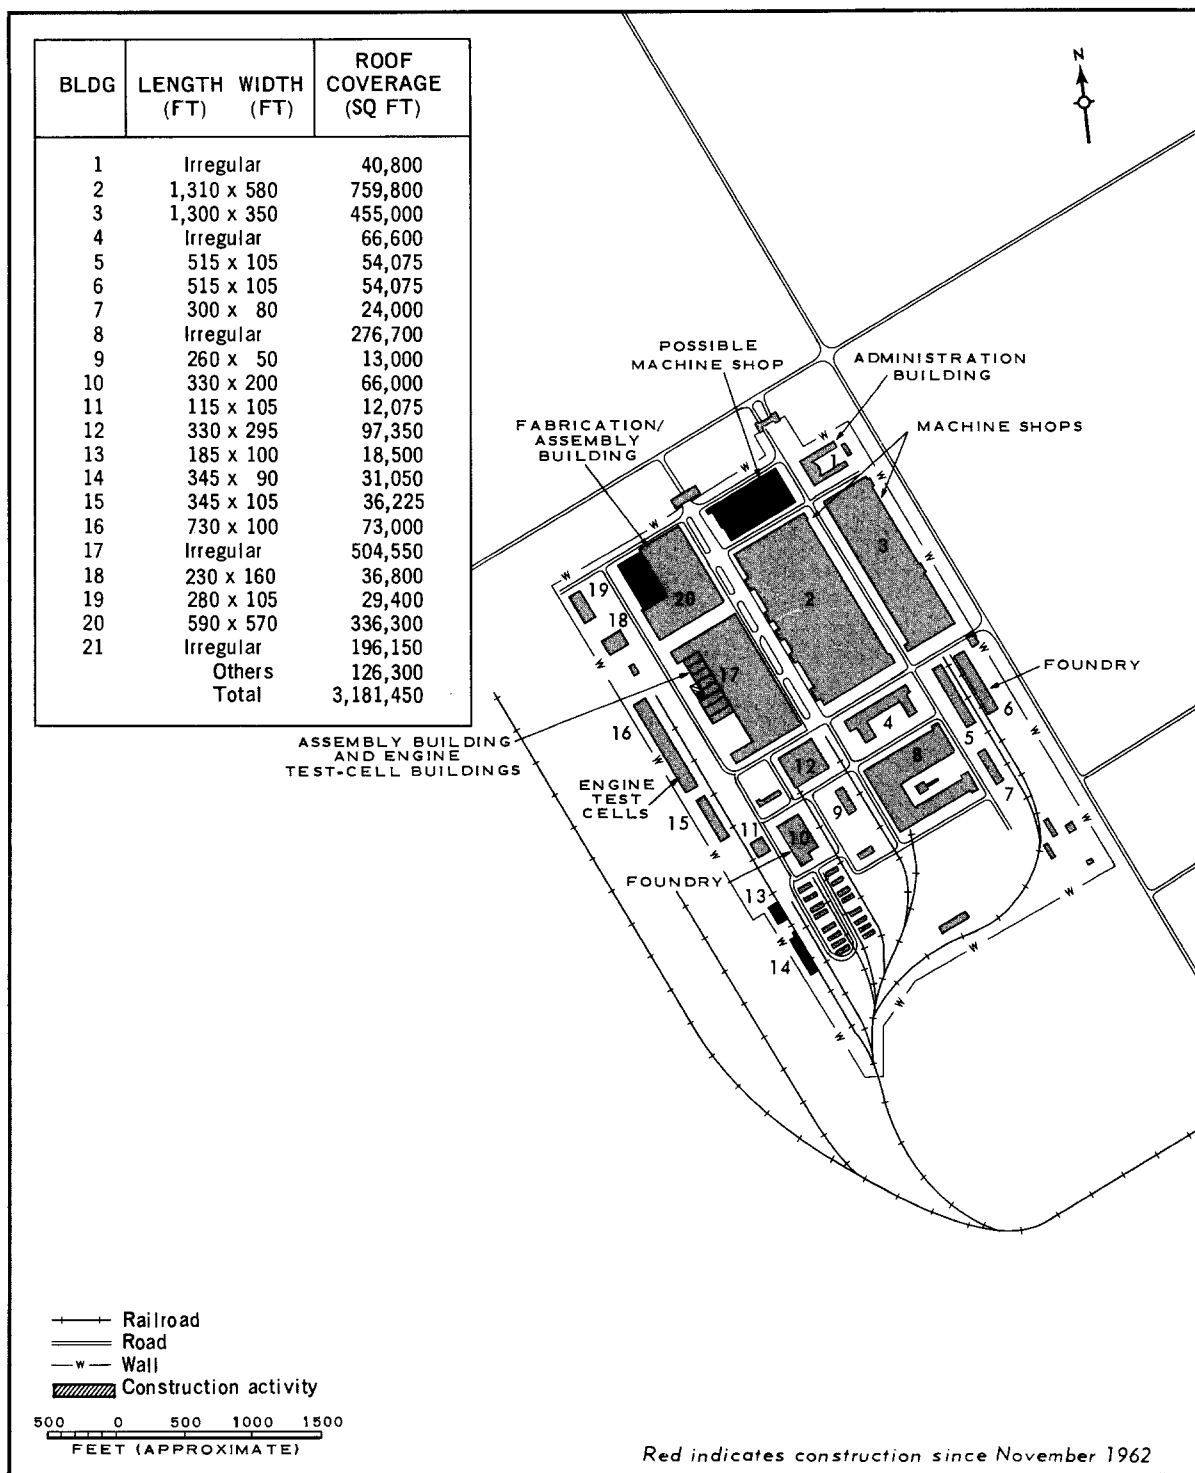 BLDG LENGTH WIDTH ROOF COVERAGE
(FT) (FT) (SQ FT)
1 Irregular 40,800
2 1,310 x 580 759,800
3 1,300 x 350 455,000
4 Irregular 66,600
5 515 x 105 54,075
6 515 x 105 54,075
7 300 x 80 24,000
8 Irregular 276,700
9 260 x 50 13,000
10 330 x 200 66,000
11 115 x 105 12,075
12 330 x 295 97,350
13 185 x 100 18,500
14 345 x 90 31,050
15 345 x 105 36,225
16 730 x 100 73,000
17 Irregular 504,550
18 230 x 160 36,800
19 280 x 105 29,400
20 590 x 570 336,300
21 Irregular 196,150
Others 126,300
Total 3,181,450
N
POSSIBLE
MACHINE SHOP
ADMINISTRATION
BUILDING
FABRICATION/
ASSEMBLY
BUILDING
MACHINE SHOPS
W
W
W
W
1
3
W
W
19
20
2
18
W
W
FOUNDRY
17
6
16
4
5
W
ASSEMBLY BUILDING
AND ENGINE
TEST-CELL BUILDINGS
12
8
7
ENGINE
TEST
CELLS
9
15
11
10
W
W
FOUNDRY
W
13
W
W
14
W
W
W
Railroad
Road
W Wall
Construction activity
500 0 500 1000 1500
FEET (APPROXIMATE)
Red indicates construction since November 1962